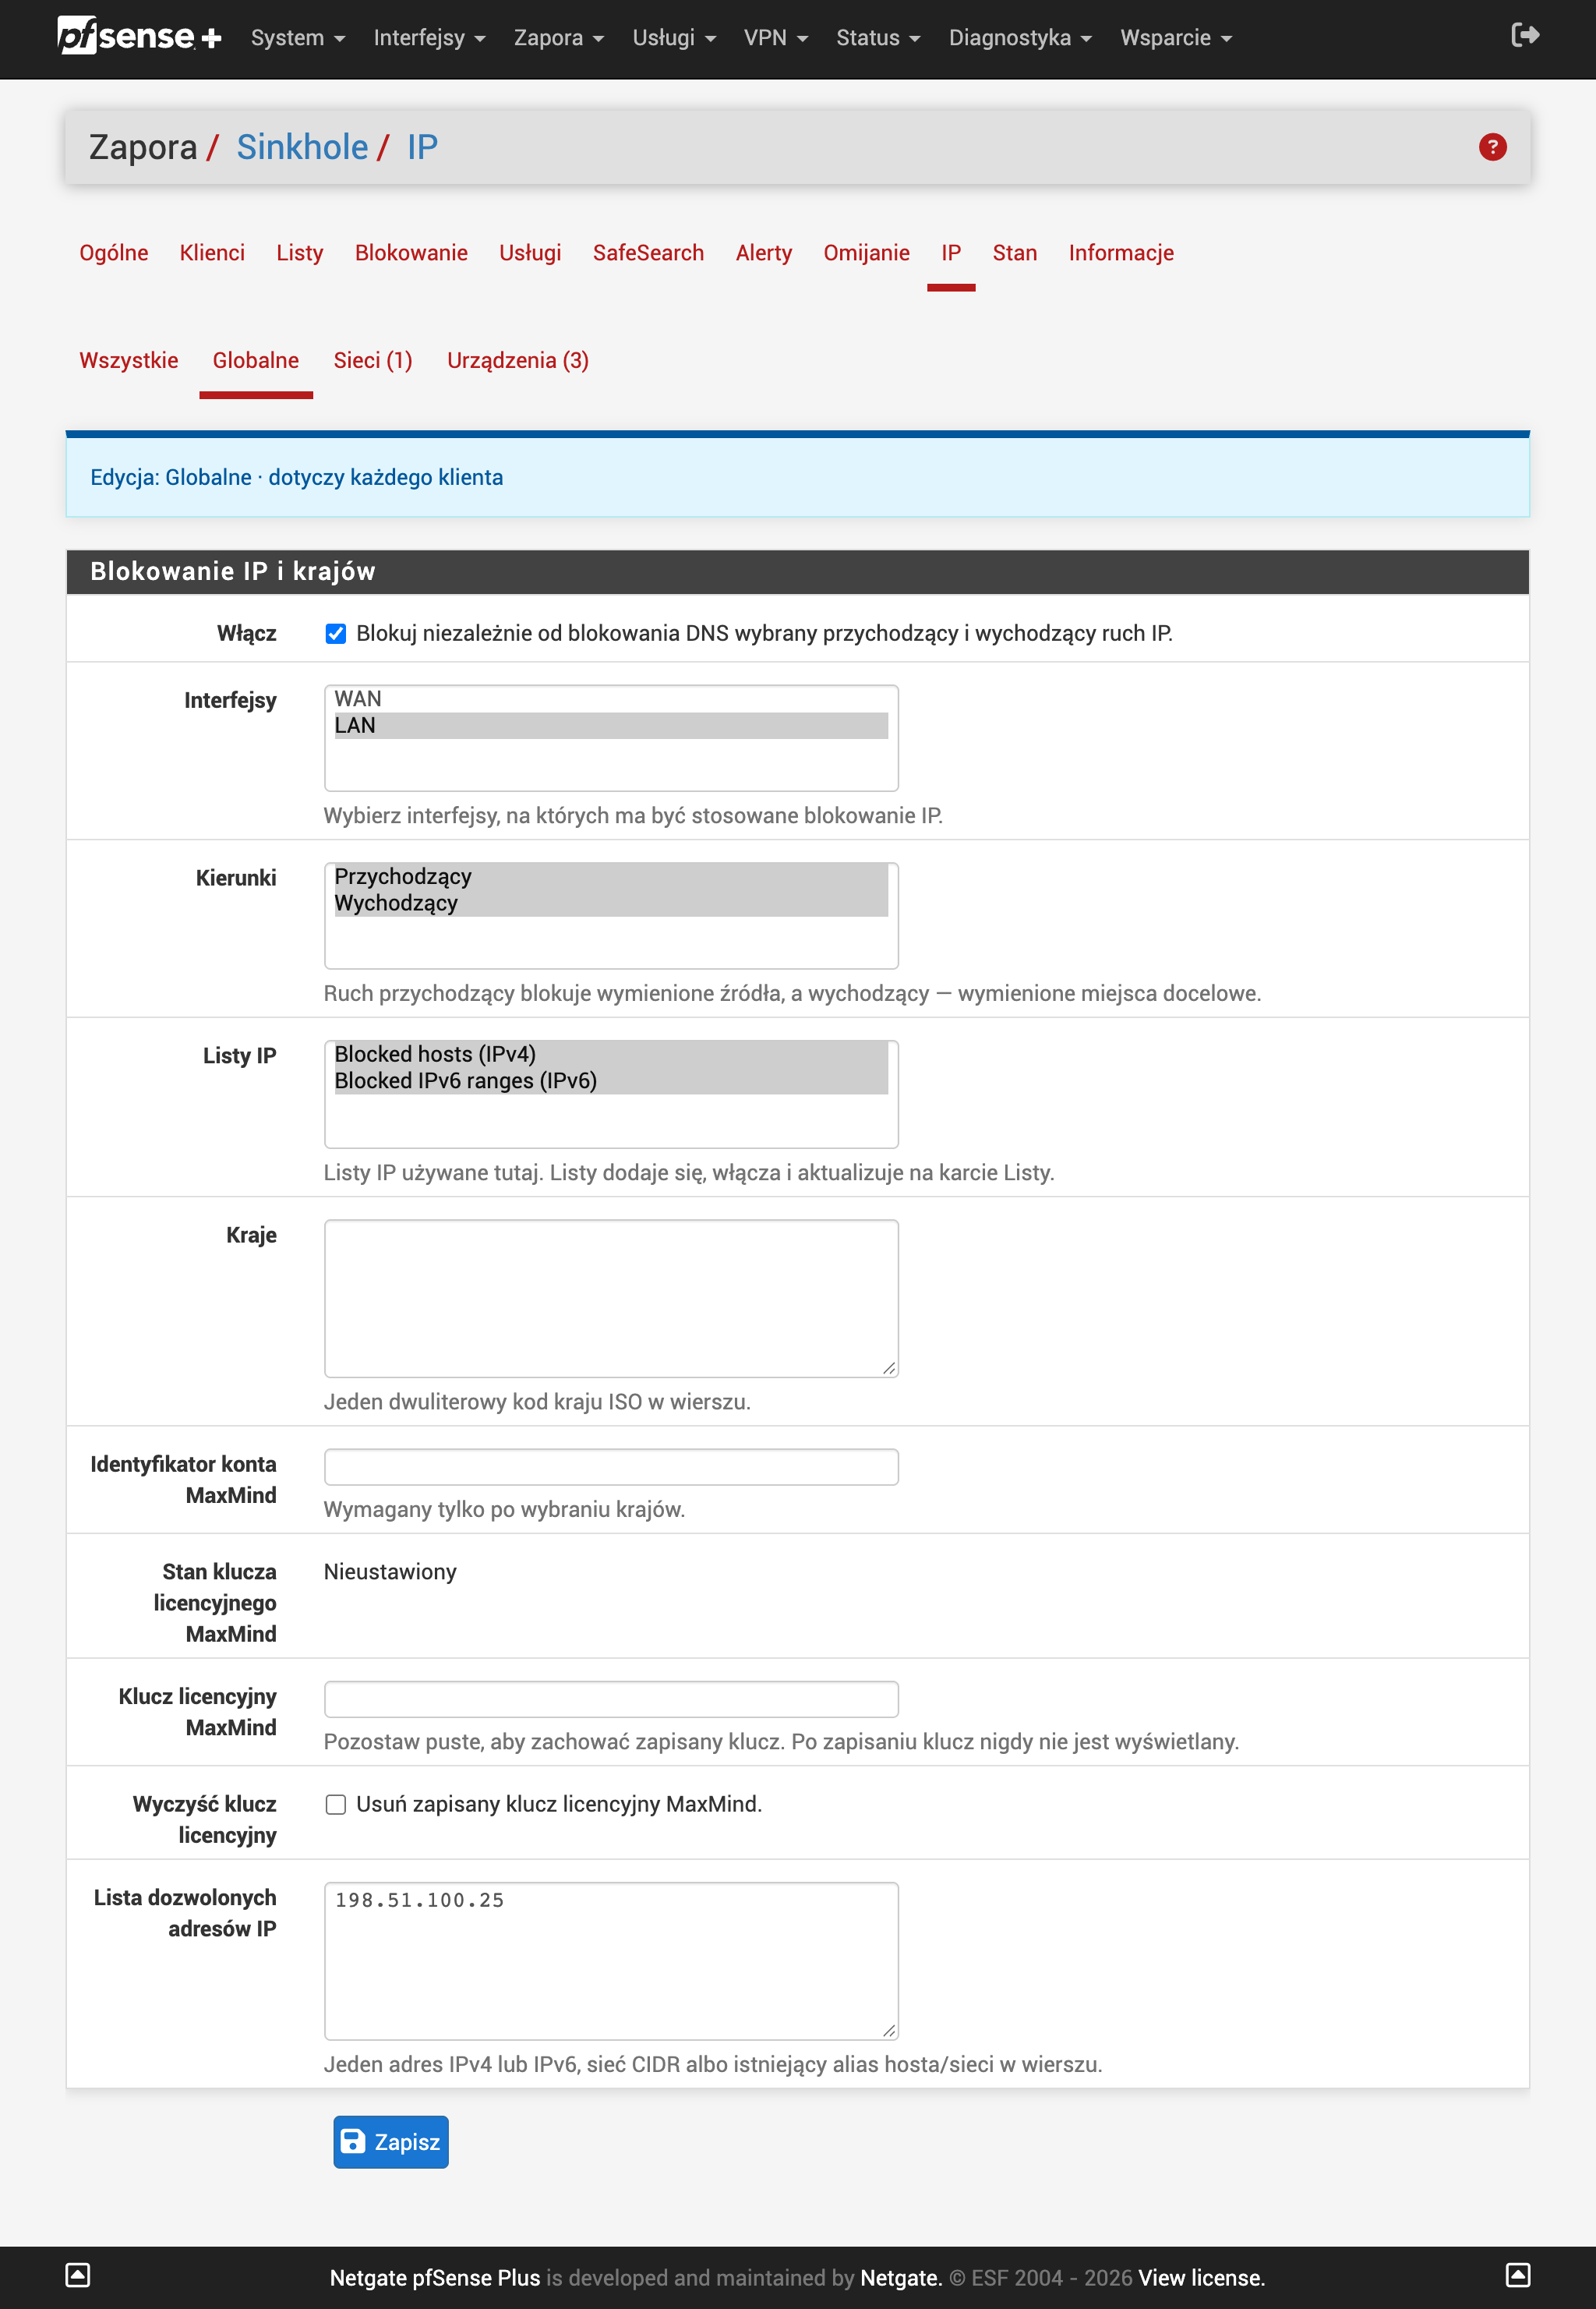 pfsense +
System Interfejsy Zapora Usługi VPN Status Diagnostyka Wsparcie
Zapora / Sinkhole / IP
?
Ogólne Klienci Listy Blokowanie Usługi SafeSearch Alerty Omijanie IP Stan Informacje
Wszystkie Globalne Sieci (1) Urządzenia (3)
Edycja: Globalne · dotyczy każdego klienta
Blokowanie IP i krajów
Włącz
Blokuj niezależnie od blokowania DNS wybrany przychodzący i wychodzący ruch IP.
Interfejsy
WAN
LAN
Wybierz interfejsy, na których ma być stosowane blokowanie IP.
Kierunki
Przychodzący
Wychodzący
Ruch przychodzący blokuje wymienione źródła, a wychodzący — wymienione miejsca docelowe.
Listy IP
Blocked hosts (IPv4)
Blocked IPv6 ranges (IPv6)
Listy IP używane tutaj. Listy dodaje się, włącza i aktualizuje na karcie Listy.
Kraje
Jeden dwuliterowy kod kraju ISO w wierszu.
Identyfikator konta
MaxMind
Wymagany tylko po wybraniu krajów.
Stan klucza
licencyjnego
MaxMind
Nieustawiony
Klucz licencyjny
MaxMind
Pozostaw puste, aby zachować zapisany klucz. Po zapisaniu klucz nigdy nie jest wyświetlany.
Wyczyść klucz
licencyjny
Usuń zapisany klucz licencyjny MaxMind.
Lista dozwolonych
adresów IP
198.51.100.25
Jeden adres IPv4 lub IPv6, sieć CIDR albo istniejący alias hosta/sieci w wierszu.
Zapisz
Netgate pfSense Plus is developed and maintained by Netgate. © ESF 2004 - 2026 View license.